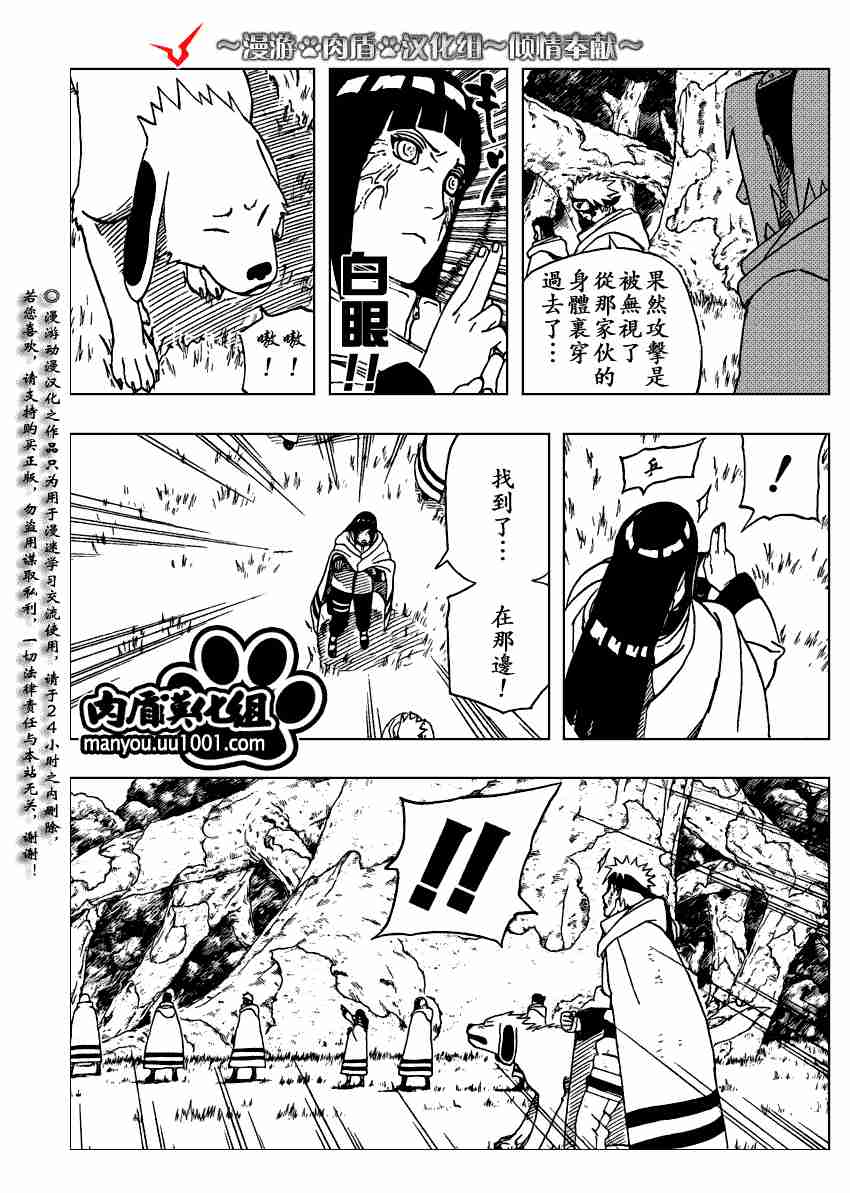 ～漫游🐾肉盾🐾汉化组～倾情奉献～
果然攻擊是
被無視了
從那家伙的
身體裏穿
過去了…
キッ
白眼!!
嗷!
嗷!
!
乒
找到了… 在那邊!
!!
肉盾漢化组
manyou.uu1001.com
◎漫游动漫汉化之作品只为用于漫迷学习交流使用，请于24小时之内删除，
若您喜欢，请支持购买正版，勿盗用谋取私利，一切法律责任与本站无关，谢谢！